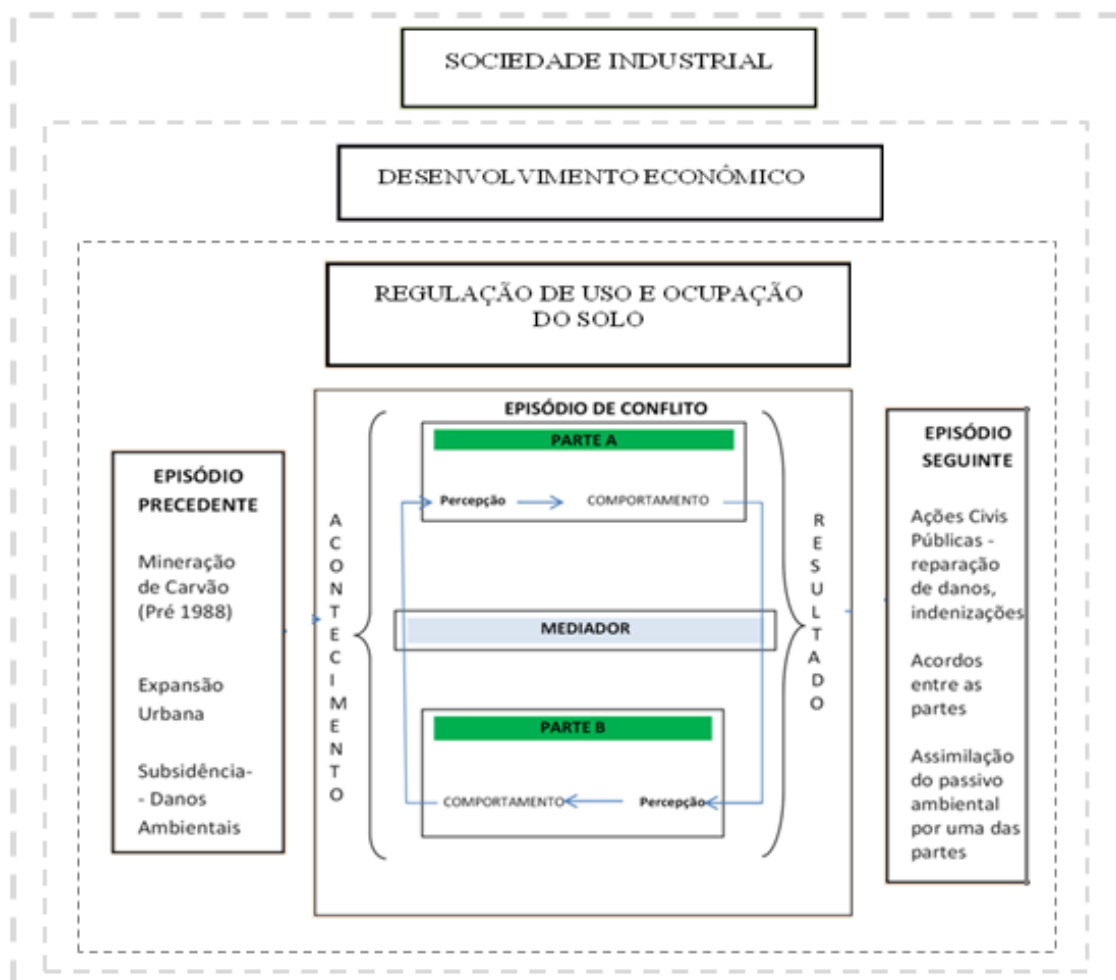 SOCIEDADE INDUSTRIAL
DESENVOLVIMENTO ECONÔMICO
REGULAÇÃO DE USO E OCUPAÇÃO
DO SOLO
EPISÓDIO
PRECEDENTE
Mineração
de Carvão
(Pré 1988)
Expansão
Urbana
Subsidência-
- Danos
Ambientais
ACONTECIMENTO
EPISÓDIO DE CONFLITO
PARTE A
Percepção
COMPORTAMENTO
MEDIADOR
PARTE B
COMPORTAMENTO
Percepção
RESULTADO
EPISÓDIO
SEGUINTE
Ações Civis
Públicas -
reparação
de danos,
indenizações
Acordos
entre as
partes
Assimilação
do passivo
ambiental
por uma das
partes